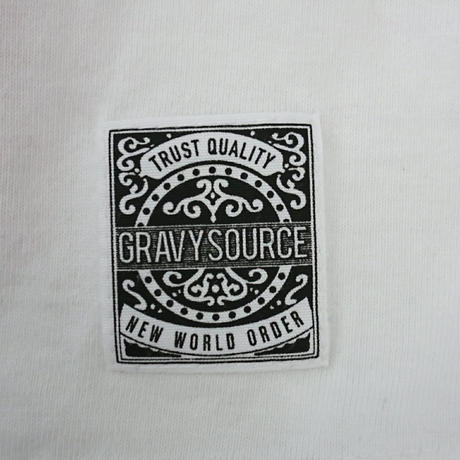 TRUST QUALITY
GRAVYSOURCE
NEW WORLD ORDER